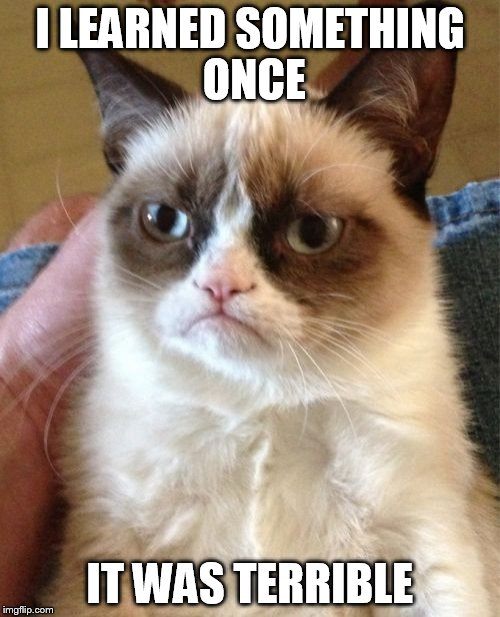 I LEARNED SOMETHING
ONCE
IT WAS TERRIBLE
imgflip.com